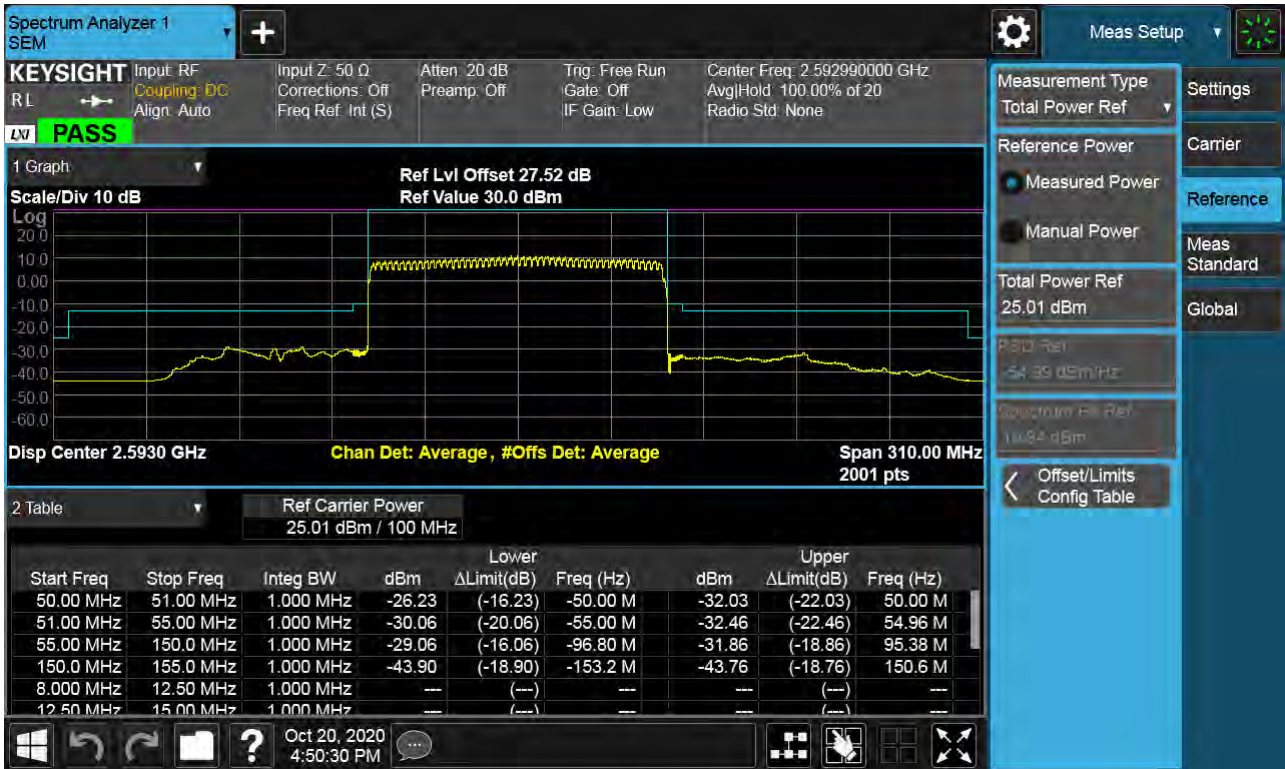 Spectrum Analyzer 1
SEM
Meas Setup
KEYSIGHT
Input: RF
Coupling: DC
Align: Auto
Input Z: 50 Ω
Corrections: Off
Freq Ref: Int (S)
Atten: 20 dB
Preamp: Off
Trig: Free Run
Gate: Off
IF Gain: Low
Center Freq: 2.592990000 GHz
Avg|Hold: 100.00% of 20
Radio Std: None
R L
LXI
PASS
1 Graph
Scale/Div 10 dB
Ref Lvl Offset 27.52 dB
Ref Value 30.0 dBm
Log
20.0
10.0
0.00
-10.0
-20.0
-30.0
-40.0
-50.0
-60.0
Disp Center 2.5930 GHz
Chan Det: Average, #Offs Det: Average
Span 310.00 MHz
2001 pts
2 Table
Ref Carrier Power
25.01 dBm / 100 MHz
Lower Upper
Start Freq Stop Freq Integ BW dBm ΔLimit(dB) Freq (Hz) dBm ΔLimit(dB) Freq (Hz)
50.00 MHz 51.00 MHz 1.000 MHz -26.23 (-16.23) -50.00 M -32.03 (-22.03) 50.00 M
51.00 MHz 55.00 MHz 1.000 MHz -30.06 (-20.06) -55.00 M -32.46 (-22.46) 54.96 M
55.00 MHz 150.0 MHz 1.000 MHz -29.06 (-16.06) -96.80 M -31.86 (-18.86) 95.38 M
150.0 MHz 155.0 MHz 1.000 MHz -43.90 (-18.90) -153.2 M -43.76 (-18.76) 150.6 M
8.000 MHz 12.50 MHz 1.000 MHz --- (---) --- --- (---) ---
12.50 MHz 15.00 MHz 1.000 MHz --- (---) --- --- (---) ---
Oct 20, 2020
4:50:30 PM
Measurement Type
Total Power Ref
Reference Power
Measured Power
Manual Power
Total Power Ref
25.01 dBm
PSD Ref
Offset/Limits
Config Table
Settings
Carrier
Reference
Meas
Standard
Global